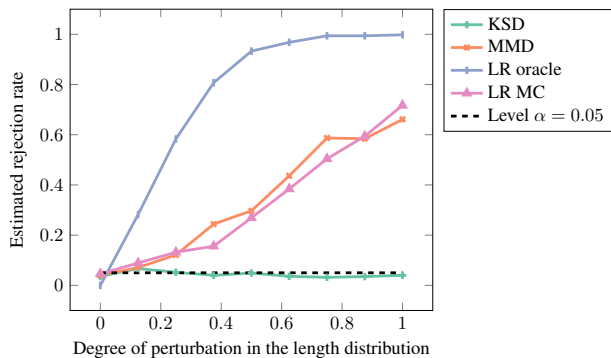 KSD
MMD
LR oracle
LR MC
Level α = 0.05
Estimated rejection rate
1
0.8
0.6
0.4
0.2
0
0 0.2 0.4 0.6 0.8 1
Degree of perturbation in the length distribution